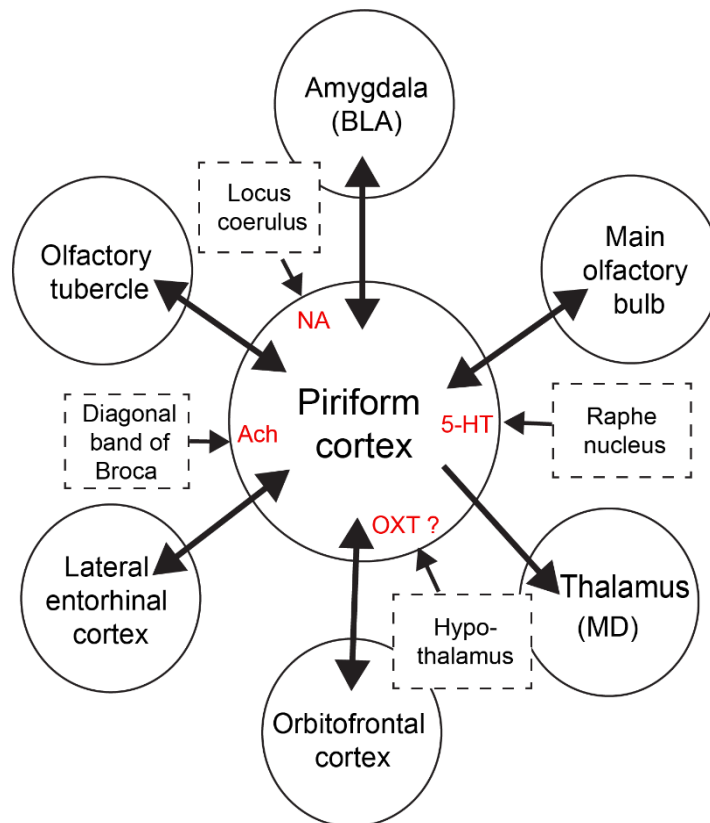 Amygdala
(BLA)
Locus
coerulus
Olfactory
tubercle
Main
olfactory
bulb
NA
Piriform
cortex
Diagonal
band of
Broca
Ach
5-HT
Raphe
nucleus
OXT ?
Lateral
entorhinal
cortex
Hypo-
thalamus
Thalamus
(MD)
Orbitofrontal
cortex